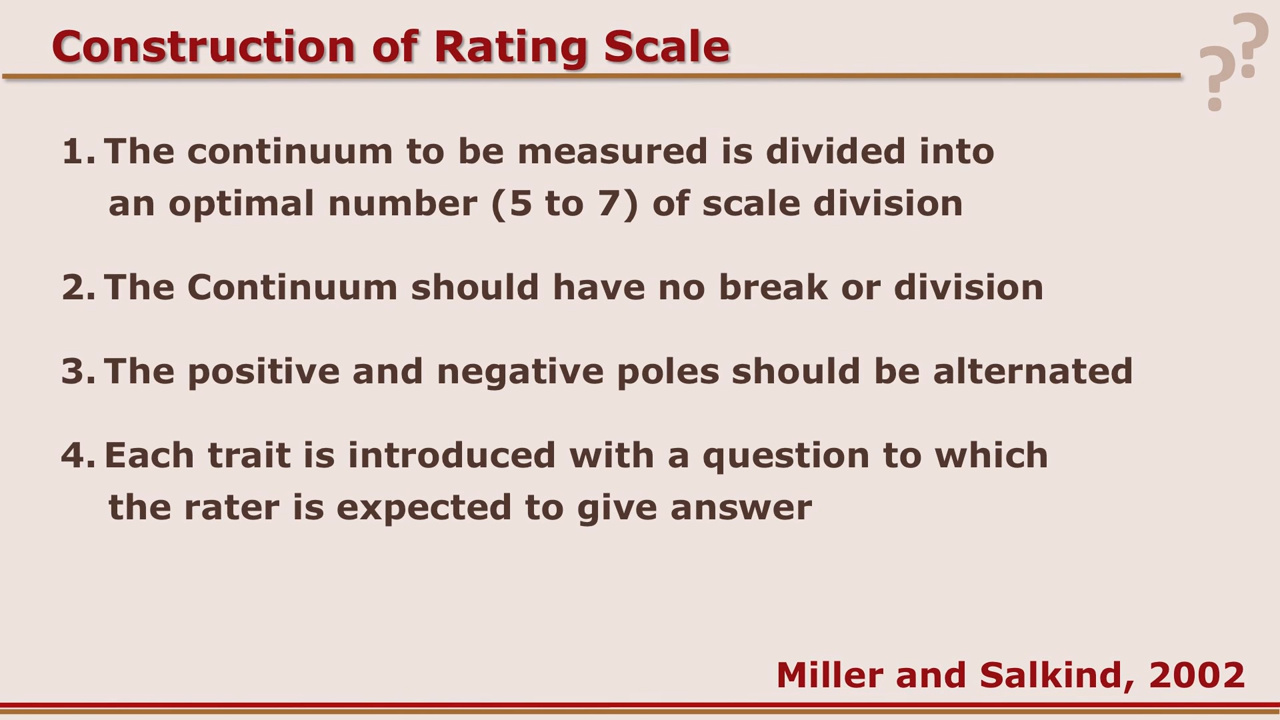 Construction of Rating Scale
??
1. The continuum to be measured is divided into
an optimal number (5 to 7) of scale division
2. The Continuum should have no break or division
3. The positive and negative poles should be alternated
4. Each trait is introduced with a question to which
the rater is expected to give answer
Miller and Salkind, 2002